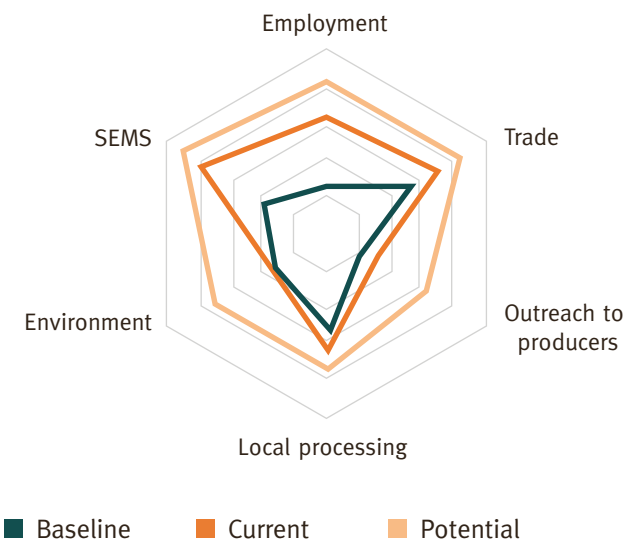 Employment
SEMS
Trade
Environment
Outreach to
producers
Local processing
Baseline
Current
Potential